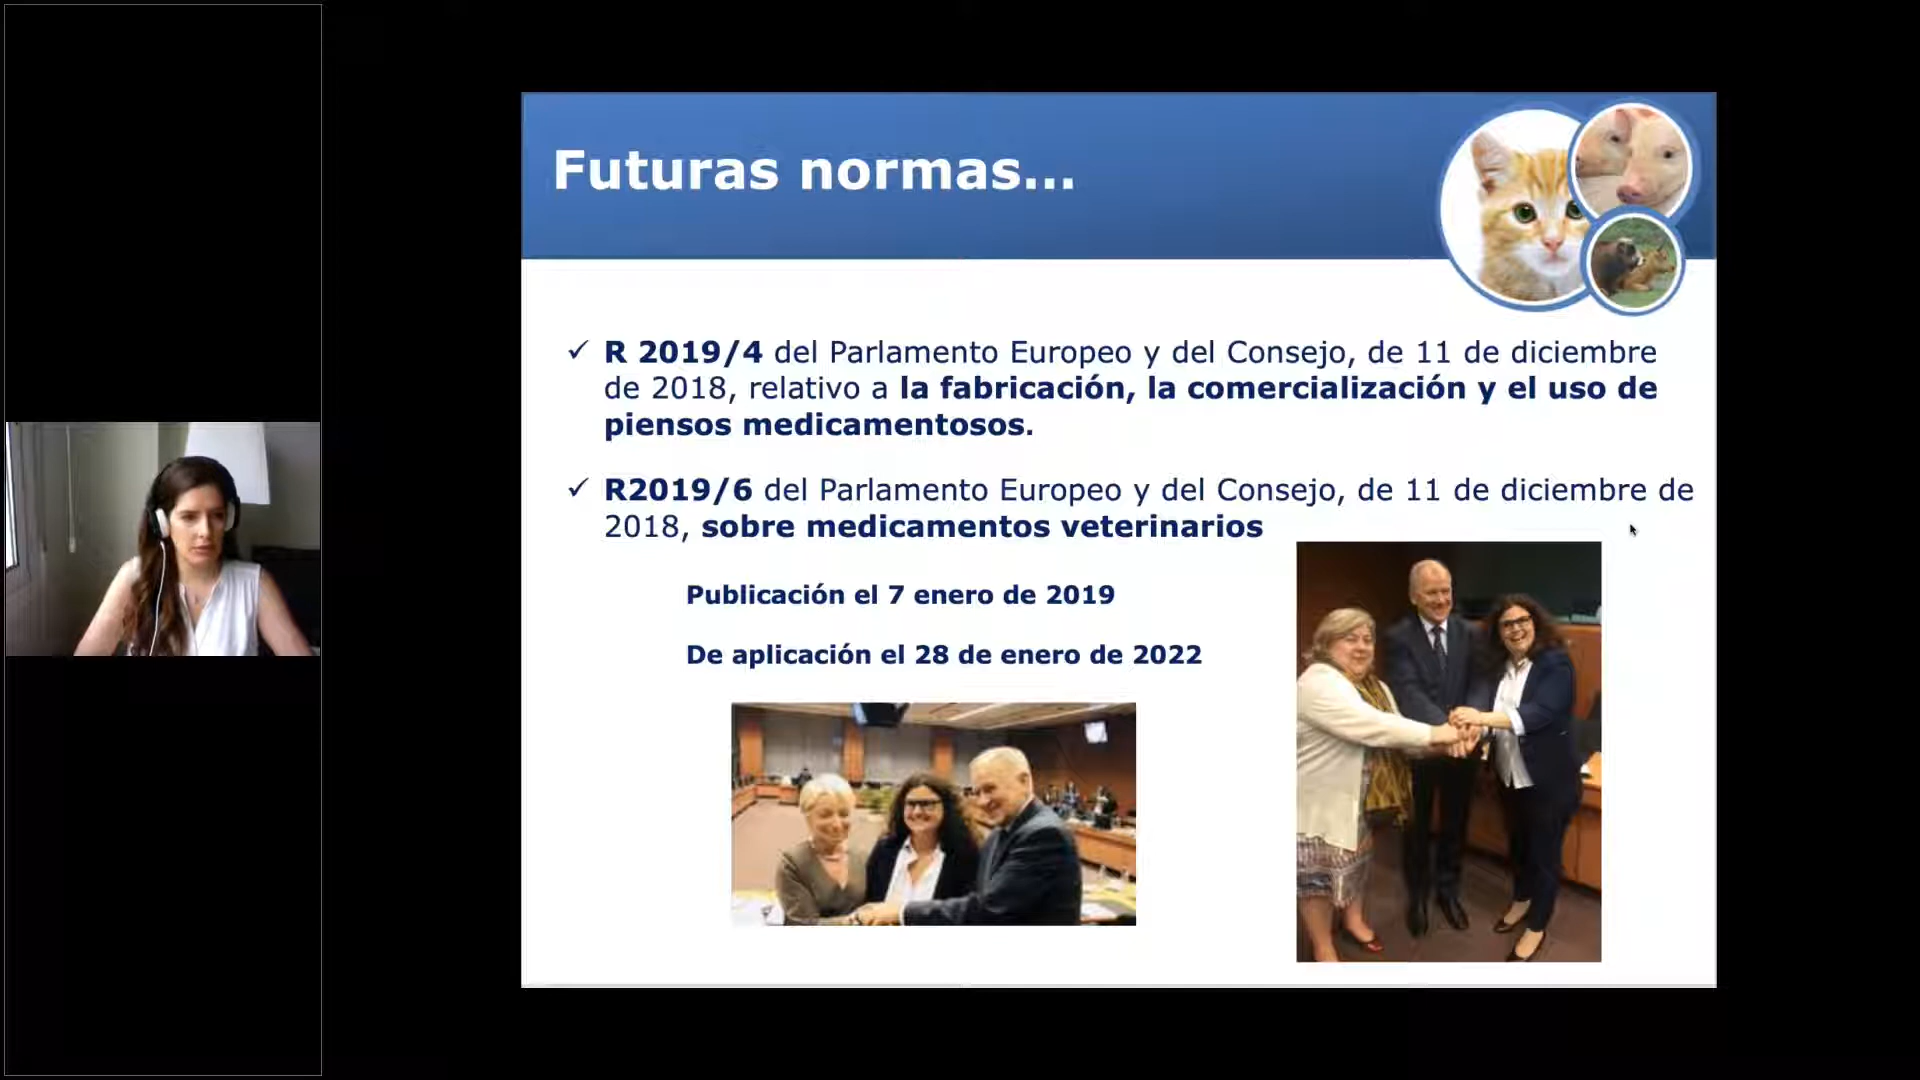 Futuras normas...
✓ R 2019/4 del Parlamento Europeo y del Consejo, de 11 de diciembre
de 2018, relativo a la fabricación, la comercialización y el uso de
piensos medicamentosos.
✓ R2019/6 del Parlamento Europeo y del Consejo, de 11 de diciembre de
2018, sobre medicamentos veterinarios
Publicación el 7 enero de 2019
De aplicación el 28 de enero de 2022